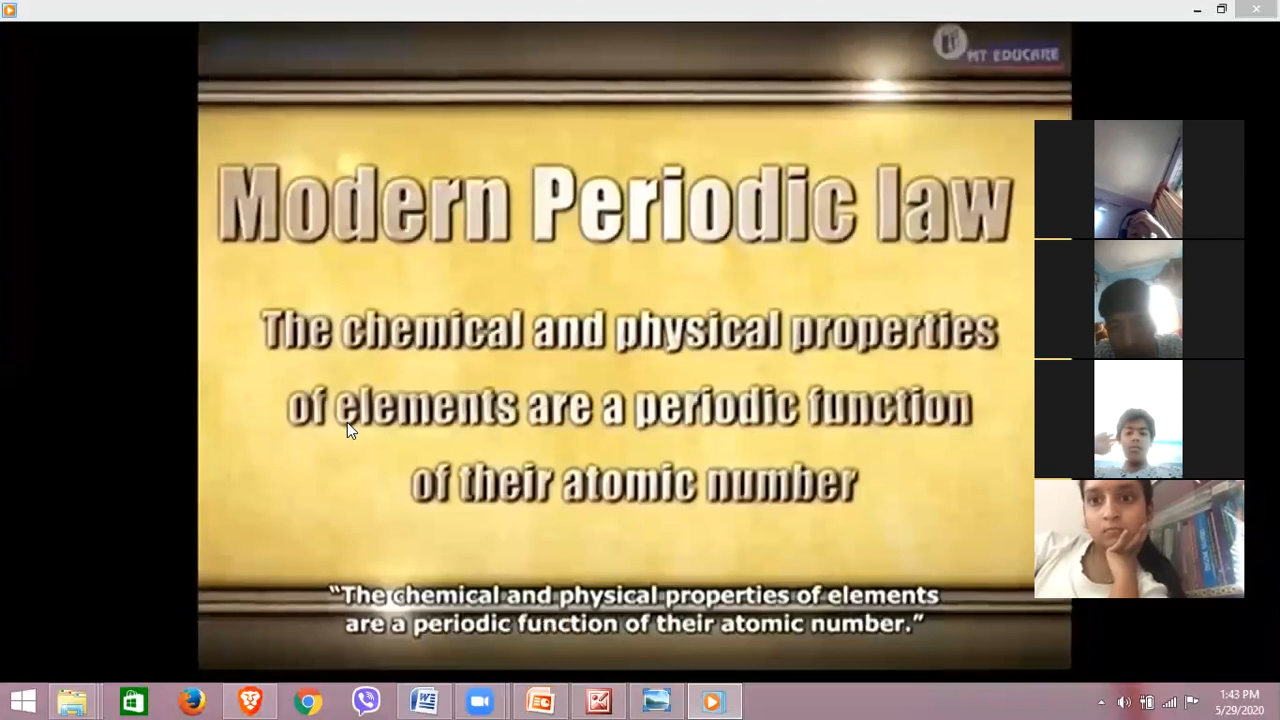 MT EDUCARE
Modern Periodic law
The chemical and physical properties
of elements are a periodic function
of their atomic number
“The chemical and physical properties of elements
are a periodic function of their atomic number.”
1:43 PM
5/29/2020